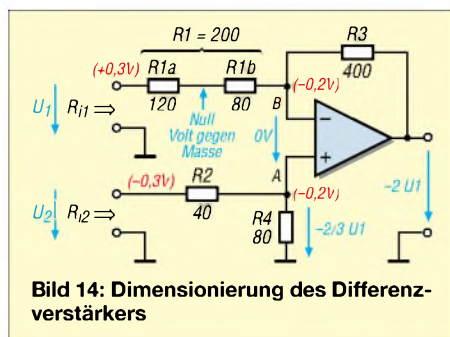 R1 = 200
R3
400
(+0,3V)
R1a
R1b
120
80
B
(-0,2V)
U1
Ri1 ⇒
Null
Volt gegen
Masse
0V
−
+
A
(-0,3V)
R2
40
(-0,2V)
-2 U1
U2
Ri2 ⇒
R4
80
-2/3 U1
Bild 14: Dimensionierung des Differenz-
verstärkers